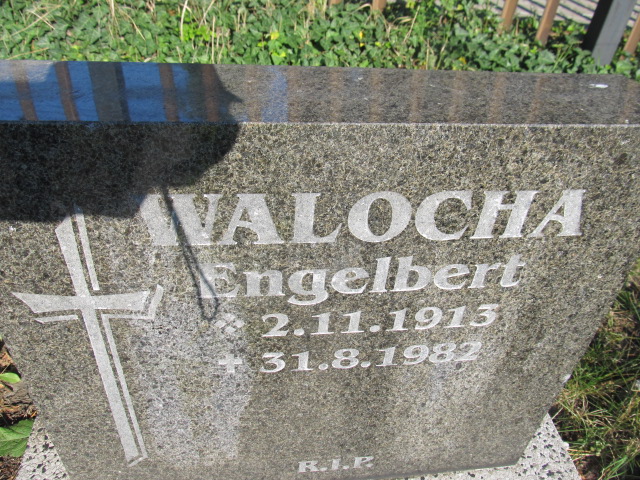 WALOCHA
Engelbert
* 2.11.1913
+ 31.8.1982
R.I.P.